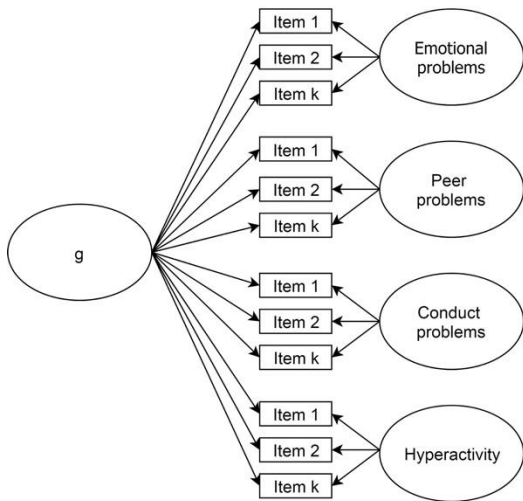 Item 1
Item 2
Item k
Emotional
problems
Item 1
Item 2
Item k
Peer
problems
g
Item 1
Item 2
Item k
Conduct
problems
Item 1
Item 2
Item k
Hyperactivity